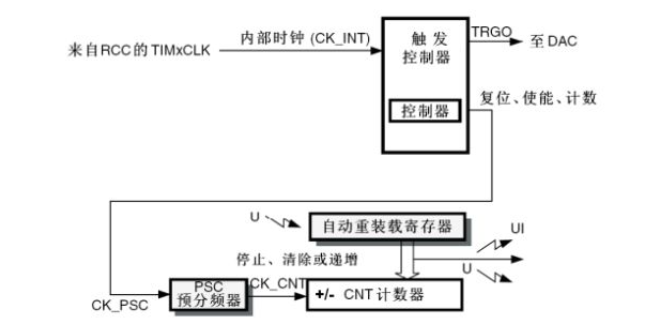 来自RCC的TIMxCLK
内部时钟 (CK_INT)
触发
控制器
TRGO
至DAC
控制器
复位、使能、计数
U
自动重装载寄存器
UI
停止、清除或递增
U
CK_PSC
PSC
预分频器
CK_CNT
+/- CNT 计数器